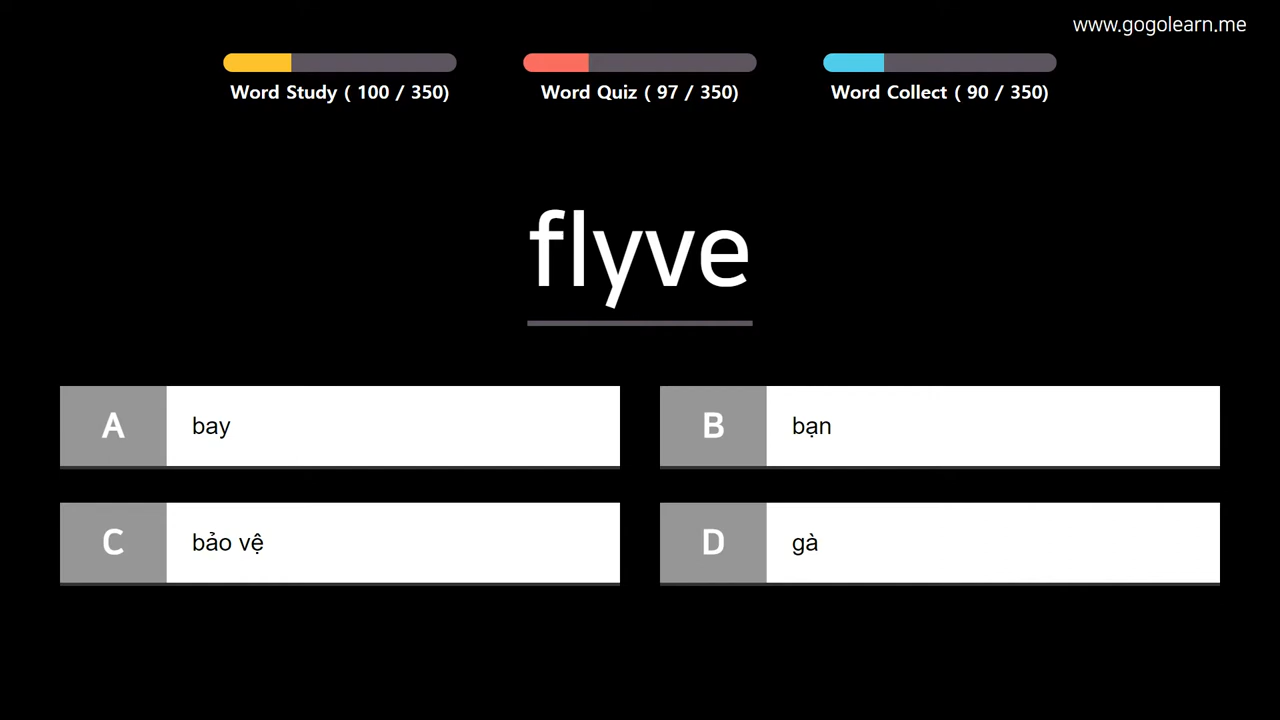 www.gogolearn.me
Word Study ( 100 / 350)
Word Quiz ( 97 / 350)
Word Collect ( 90 / 350)
flyve
A bay
B bạn
C bảo vệ
D gà